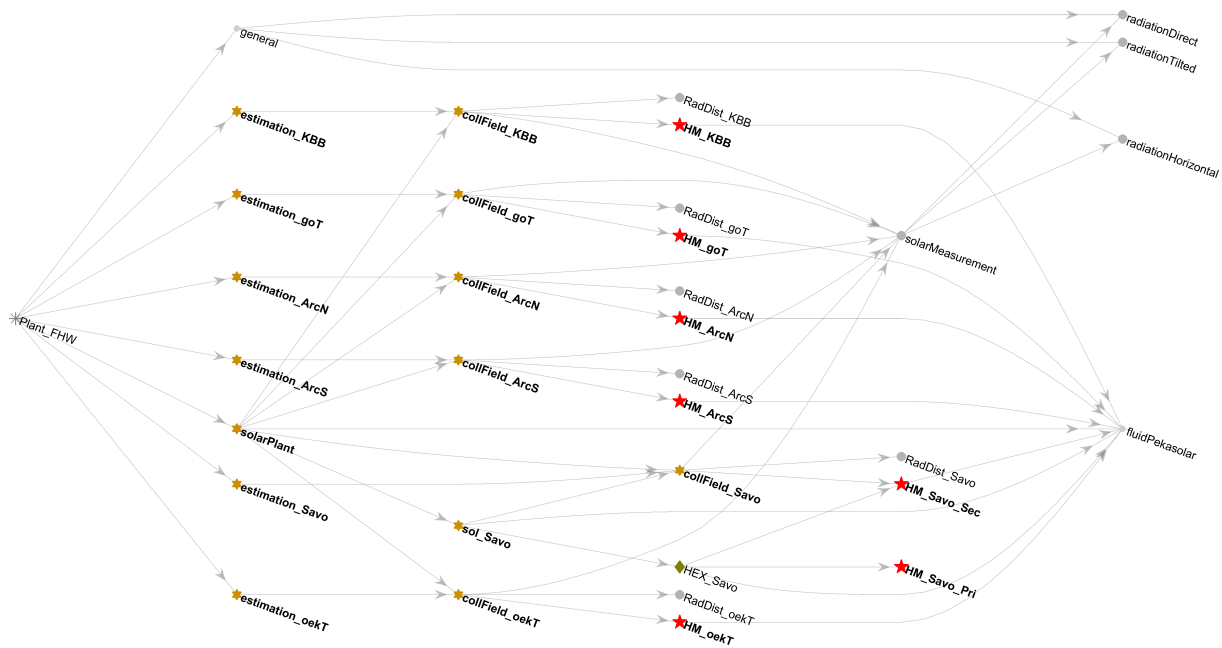 radiationDirect
general
radiationTilted
RadDist_KBB
estimation_KBB
collField_KBB
HM_KBB
radiationHorizontal
estimation_goT
collField_goT
RadDist_goT
HM_goT
solarMeasurement
estimation_ArcN
collField_ArcN
RadDist_ArcN
Plant_FHW
HM_ArcN
estimation_ArcS
collField_ArcS
RadDist_ArcS
HM_ArcS
solarPlant
fluidPekasolar
RadDist_Savo
collField_Savo
estimation_Savo
HM_Savo_Sec
sol_Savo
HEX_Savo
HM_Savo_Pri
estimation_oekT
collField_oekT
RadDist_oekT
HM_oekT